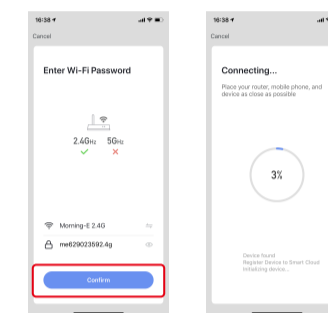 16:38
Cancel
Enter Wi-Fi Password
2.4GHz 5GHz
Morning-E 2.4G
me629023592.4g
Confirm
16:38
Cancel
Connecting...
Place your router, mobile phone, and
device as close as possible
3%
Device found
Register Device to Smart Cloud
Initializing device...